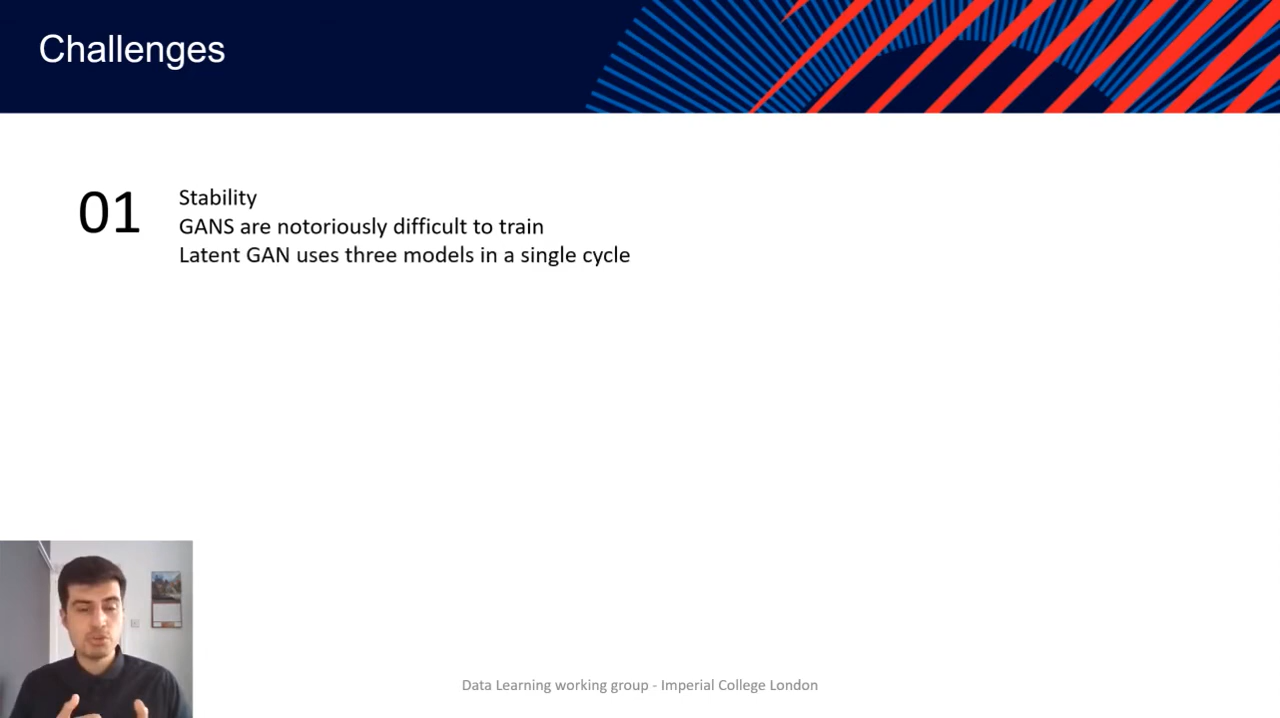 Challenges
01
Stability
GANS are notoriously difficult to train
Latent GAN uses three models in a single cycle
Data Learning working group - Imperial College London